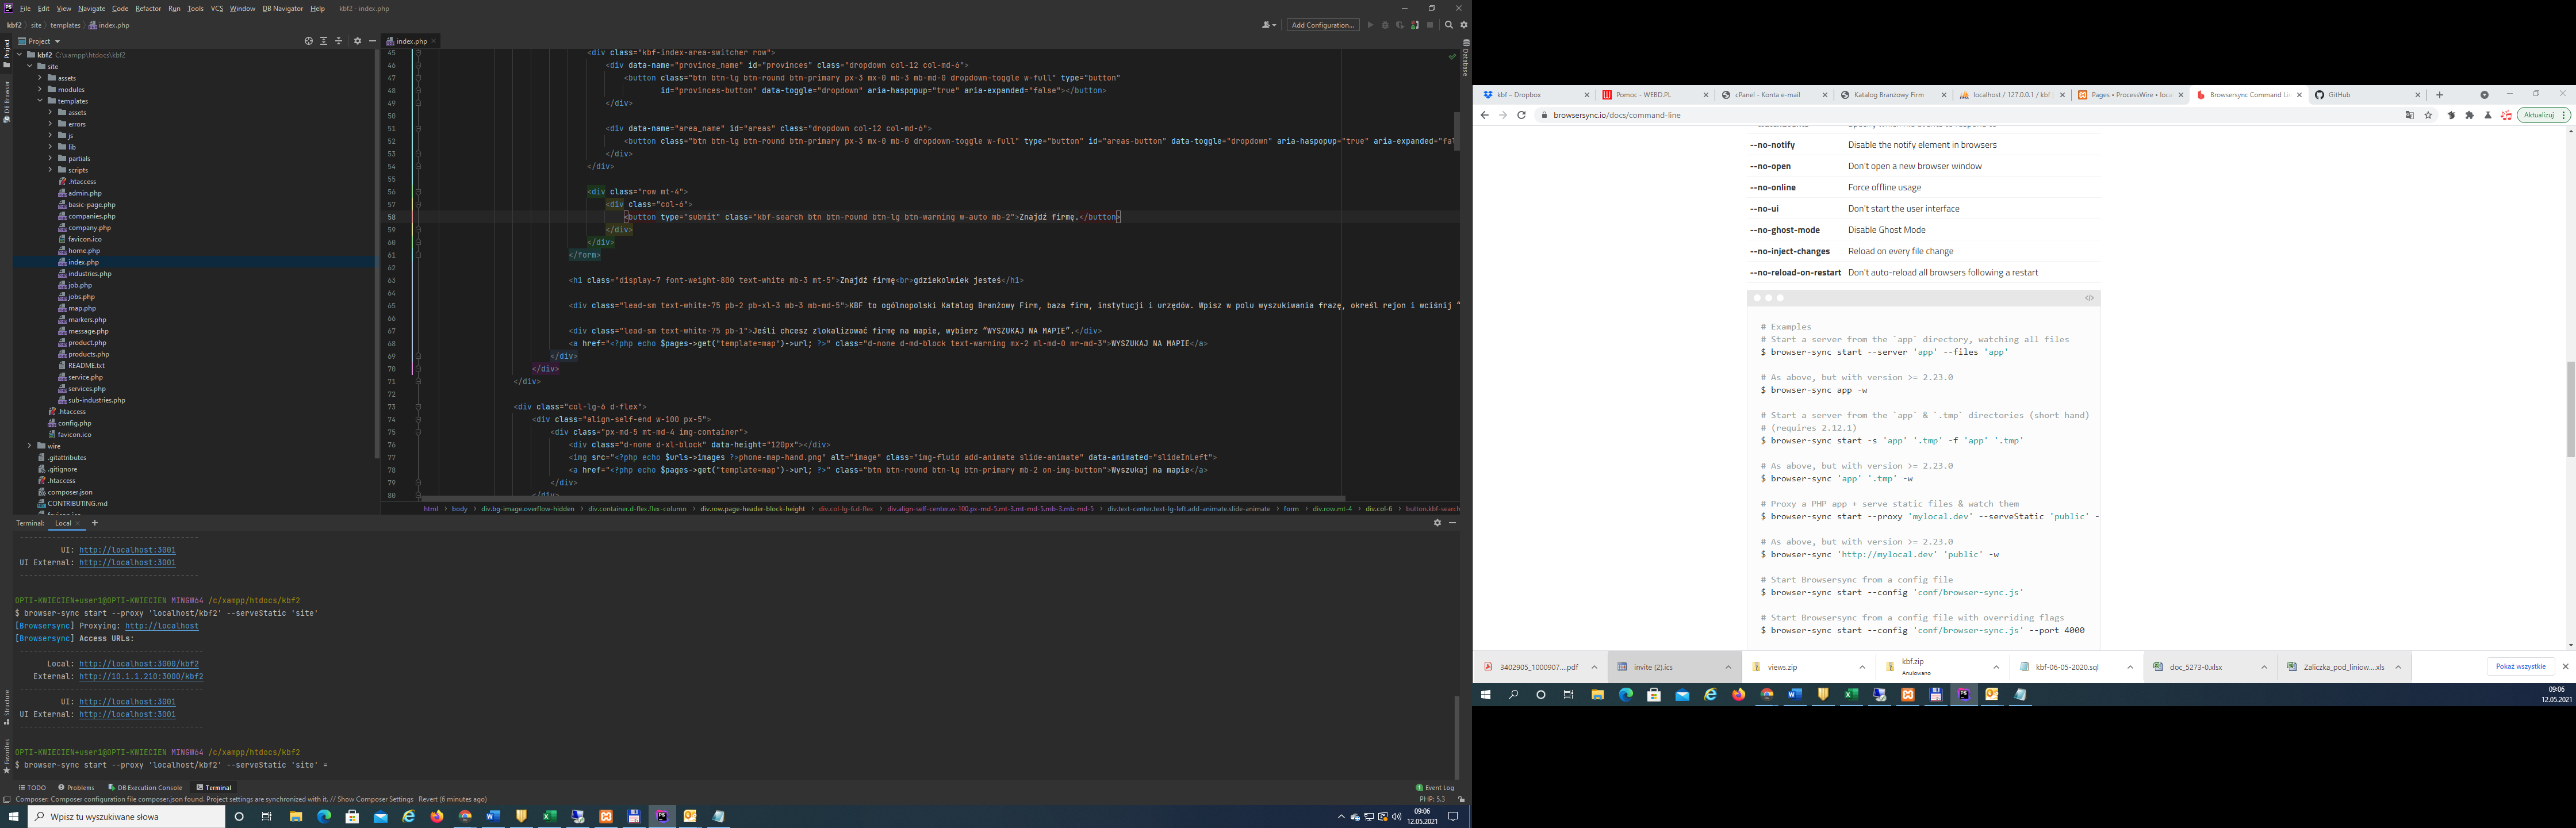 File Edit View Navigate Code Refactor Run Tools VCS Window DB Navigator Help kbf2 - index.php
kbf2 site templates index.php
Add Configuration...
Project
kbf2 C:\xampp\htdocs\kbf2
site
assets
modules
templates
assets
errors
js
lib
partials
scripts
.htaccess
admin.php
basic-page.php
companies.php
company.php
favicon.ico
home.php
index.php
industries.php
job.php
jobs.php
map.php
markers.php
message.php
product.php
products.php
README.txt
service.php
services.php
sub-industries.php
.htaccess
config.php
favicon.ico
wire
.gitattributes
.gitignore
.htaccess
composer.json
CONTRIBUTING.md
Project
DB Browser
Structure
Favorites
Database
index.php
45 <div class="kbf-index-area-switcher row">
46 <div data-name="province_name" id="provinces" class="dropdown col-12 col-md-6">
47 <button class="btn btn-lg btn-round btn-primary px-3 mx-0 mb-3 mb-md-0 dropdown-toggle w-full" type="button"
48 id="provinces-button" data-toggle="dropdown" aria-haspopup="true" aria-expanded="false"></button>
49 </div>
50
51 <div data-name="area_name" id="areas" class="dropdown col-12 col-md-6">
52 <button class="btn btn-lg btn-round btn-primary px-3 mx-0 mb-0 dropdown-toggle w-full" type="button" id="areas-button" data-toggle="dropdown" aria-haspopup="true" aria-expanded="fal
53 </div>
54 </div>
55
56 <div class="row mt-4">
57 <div class="col-6">
58 <button type="submit" class="kbf-search btn btn-round btn-lg btn-warning w-auto mb-2">Znajdź firmę.</button>
59 </div>
60 </div>
61 </form>
62
63 <h1 class="display-7 font-weight-800 text-white mb-3 mt-5">Znajdź firmę<br>gdziekolwiek jesteś</h1>
64
65 <div class="lead-sm text-white-75 pb-2 pb-xl-3 mb-3 mb-md-5">KBF to ogólnopolski Katalog Branżowy Firm, baza firm, instytucji i urzędów. Wpisz w polu wyszukiwania frazę, określ rejon i wciśnij “
66
67 <div class="lead-sm text-white-75 pb-1">Jeśli chcesz zlokalizować firmę na mapie, wybierz “WYSZUKAJ NA MAPIE”.</div>
68 <a href="<?php echo $pages->get("template=map")->url; ?>" class="d-none d-md-block text-warning mx-2 ml-md-0 mr-md-3">WYSZUKAJ NA MAPIE</a>
69 </div>
70 </div>
71 </div>
72
73 <div class="col-lg-6 d-flex">
74 <div class="align-self-end w-100 px-5">
75 <div class="px-md-5 mt-md-4 img-container">
76 <div class="d-none d-xl-block" data-height="120px"></div>
77 <img src="<?php echo $urls->images ?>phone-map-hand.png" alt="image" class="img-fluid add-animate slide-animate" data-animated="slideInLeft">
78 <a href="<?php echo $pages->get("template=map")->url; ?>" class="btn btn-round btn-lg btn-primary mb-2 on-img-button">Wyszukaj na mapie</a>
79 </div>
80 </div>
html body div.bg-image.overflow-hidden div.container.d-flex.flex-column div.row.page-header-block-height div.col-lg-6.d-flex div.align-self-center.w-100.px-md-5.mt-3.mt-md-5.mb-3.mb-md-5 div.text-center.text-lg-left.add-animate.slide-animate form div.row.mt-4 div.col-6 button.kbf-search
Terminal: Local
UI: http://localhost:3001
UI External: http://localhost:3001
OPTI-KWIECIEN+user1@OPTI-KWIECIEN MINGW64 /c/xampp/htdocs/kbf2
$ browser-sync start --proxy 'localhost/kbf2' --serveStatic 'site'
[Browsersync] Proxying: http://localhost
[Browsersync] Access URLs:
Local: http://localhost:3000/kbf2
External: http://10.1.1.210:3000/kbf2
UI: http://localhost:3001
UI External: http://localhost:3001
OPTI-KWIECIEN+user1@OPTI-KWIECIEN MINGW64 /c/xampp/htdocs/kbf2
$ browser-sync start --proxy 'localhost/kbf2' --serveStatic 'site' =
TODO Problems DB Execution Console Terminal
Event Log
Composer: Composer configuration file composer.json found. Project settings are synchronized with it. // Show Composer Settings Revert (6 minutes ago)
PHP: 5.3
Wpisz tu wyszukiwane słowa
09:06
12.05.2021
kbf – Dropbox
Pomoc - WEBD.PL
cPanel - Konta e-mail
Katalog Branżowy Firm
localhost / 127.0.0.1 / kbf
Pages • ProcessWire • loca
Browsersync Command Li
GitHub
browsersync.io/docs/command-line
Aktualizuj
--no-notify Disable the notify element in browsers
--no-open Don't open a new browser window
--no-online Force offline usage
--no-ui Don't start the user interface
--no-ghost-mode Disable Ghost Mode
--no-inject-changes Reload on every file change
--no-reload-on-restart Don't auto-reload all browsers following a restart
# Examples
# Start a server from the `app` directory, watching all files
$ browser-sync start --server 'app' --files 'app'
# As above, but with version >= 2.23.0
$ browser-sync app -w
# Start a server from the `app` & `.tmp` directories (short hand)
# (requires 2.12.1)
$ browser-sync start -s 'app' '.tmp' -f 'app' '.tmp'
# As above, but with version >= 2.23.0
$ browser-sync 'app' '.tmp' -w
# Proxy a PHP app + serve static files & watch them
$ browser-sync start --proxy 'mylocal.dev' --serveStatic 'public' -
# As above, but with version >= 2.23.0
$ browser-sync 'http://mylocal.dev' 'public' -w
# Start Browsersync from a config file
$ browser-sync start --config 'conf/browser-sync.js'
# Start Browsersync from a config file with overriding flags
$ browser-sync start --config 'conf/browser-sync.js' --port 4000
3402905_1000907....pdf
invite (2).ics
views.zip
kbf.zip
Anulowano
kbf-06-05-2020.sql
doc_5273-0.xlsx
Zaliczka_pod_liniow....xls
Pokaż wszystkie
09:06
12.05.2021